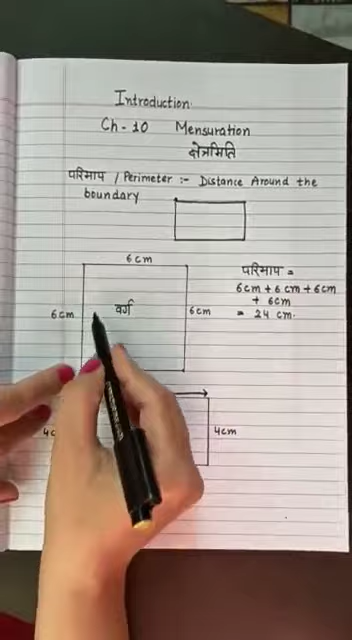 Introduction.
Ch - 10 Mensuration
क्षेत्रमिति
परिमाप / Perimeter :- Distance Around the
boundary
6cm
परिमाप =
6cm + 6 cm + 6cm
+ 6cm
= 24 cm.
6cm वर्ग 6cm
4cm